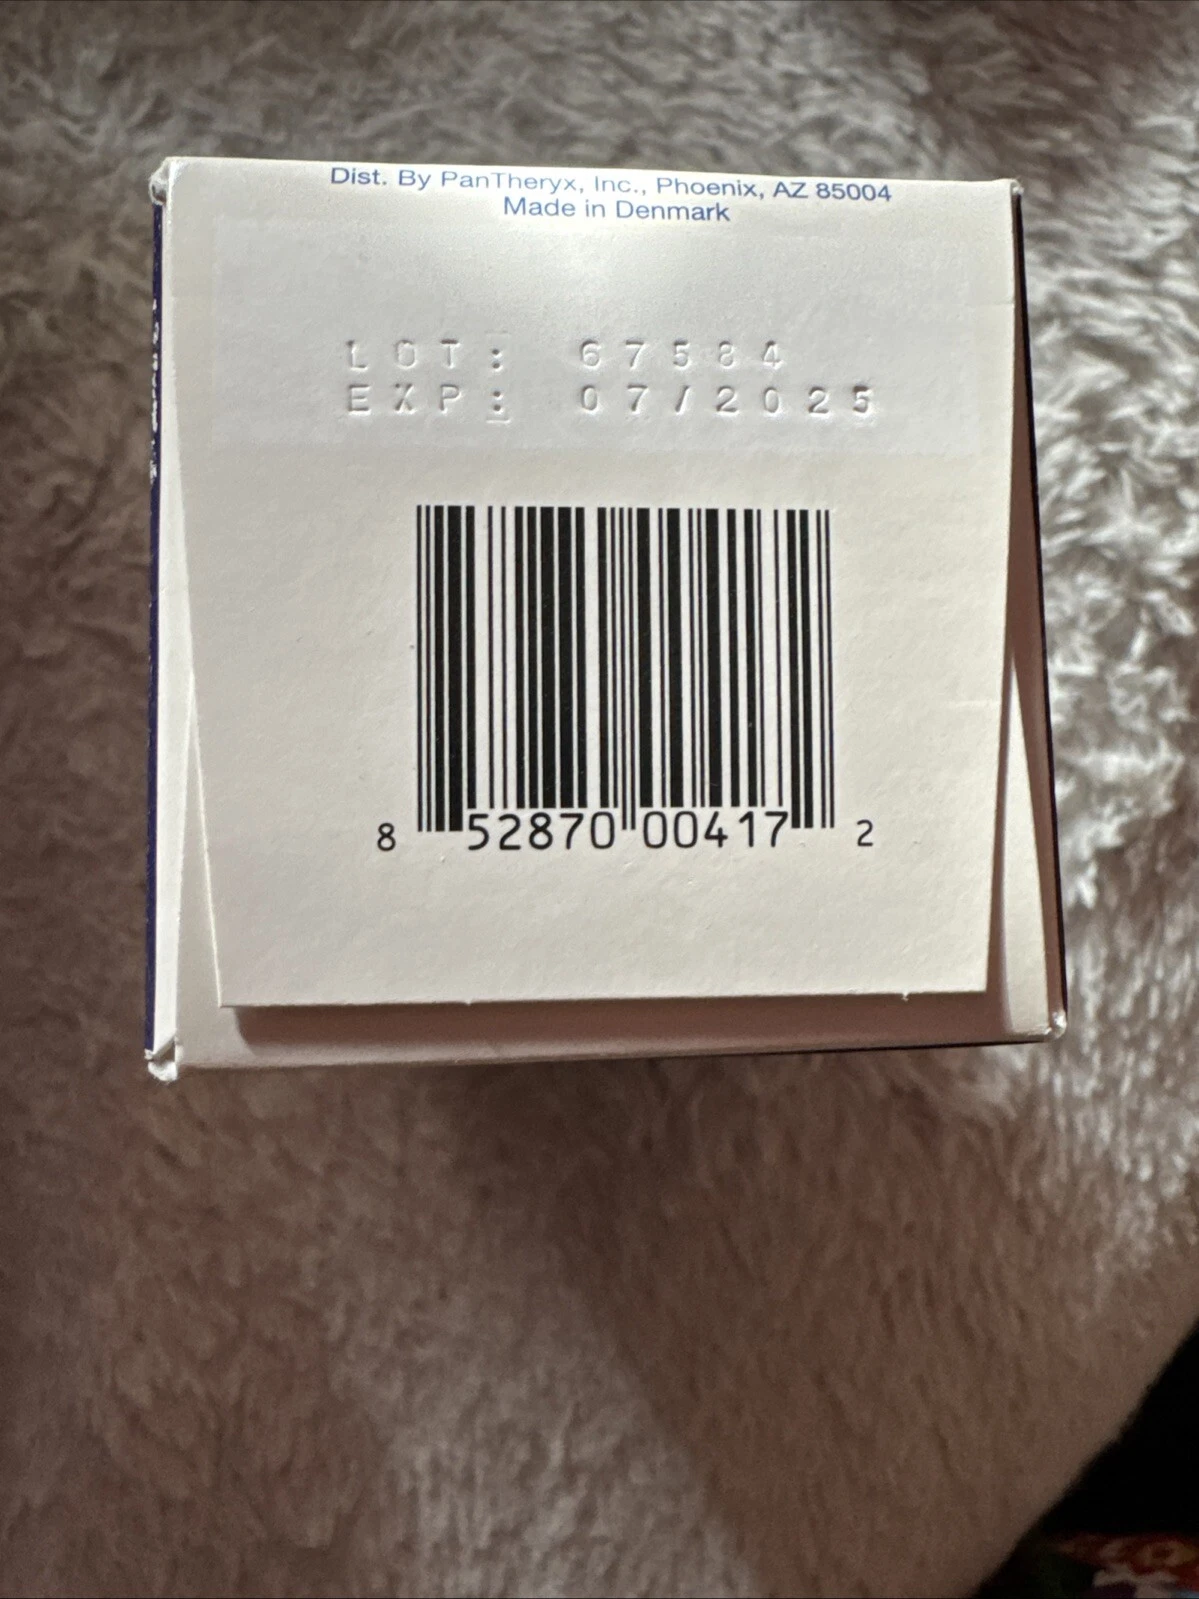 Dist. By PanTheryx, Inc., Phoenix, AZ 85004
Made in Denmark
LOT: 67584
EXP: 07/2025
8 52870 00417 2